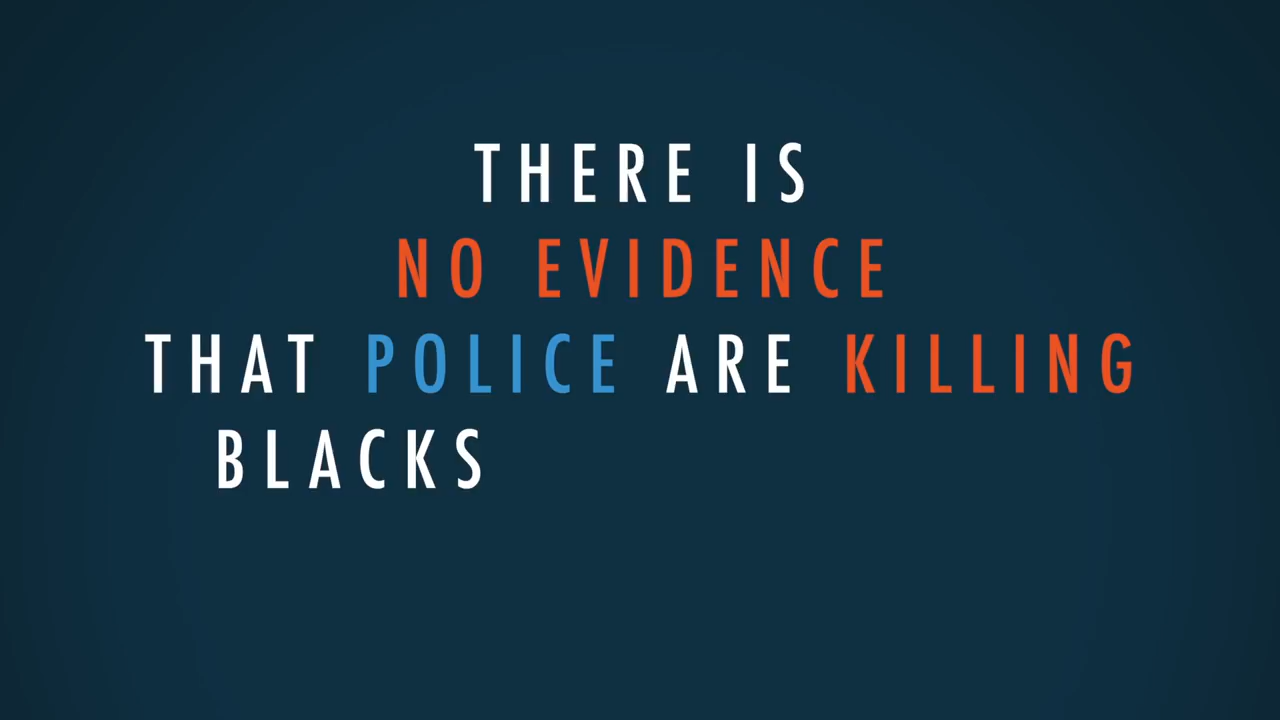 THERE IS
NO EVIDENCE
THAT POLICE ARE KILLING
BLACKS